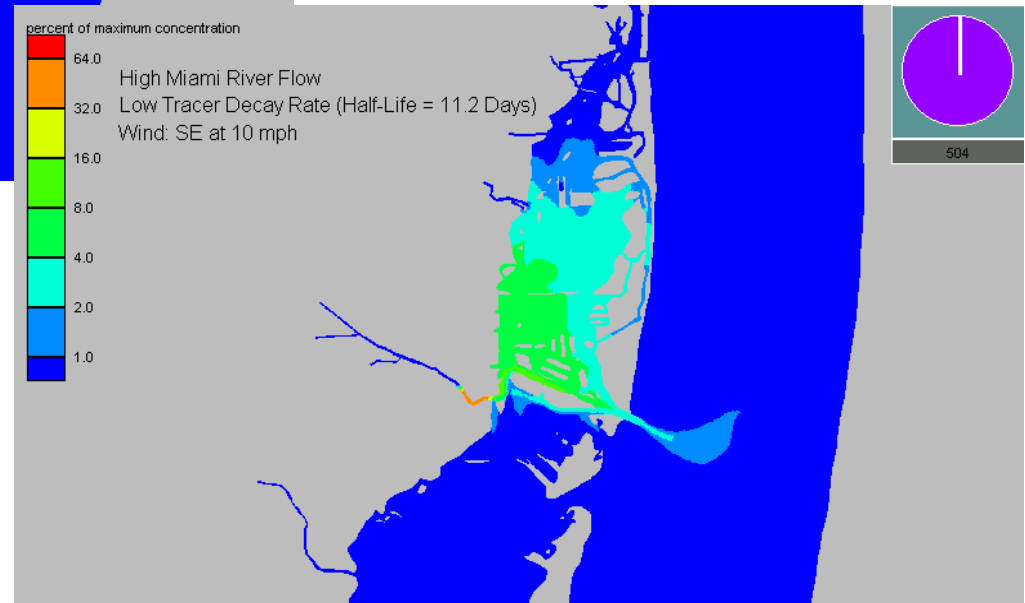 percent of maximum concentration
64.0
32.0
16.0
8.0
4.0
2.0
1.0
High Miami River Flow
Low Tracer Decay Rate (Half-Life = 11.2 Days)
Wind: SE at 10 mph
504